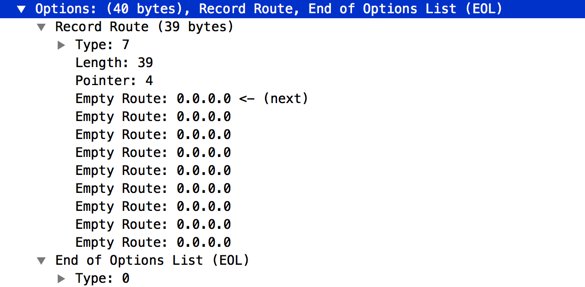 Options: (40 bytes), Record Route, End of Options List (EOL)
Record Route (39 bytes)
Type: 7
Length: 39
Pointer: 4
Empty Route: 0.0.0.0 <- (next)
Empty Route: 0.0.0.0
Empty Route: 0.0.0.0
Empty Route: 0.0.0.0
Empty Route: 0.0.0.0
Empty Route: 0.0.0.0
Empty Route: 0.0.0.0
Empty Route: 0.0.0.0
Empty Route: 0.0.0.0
End of Options List (EOL)
Type: 0